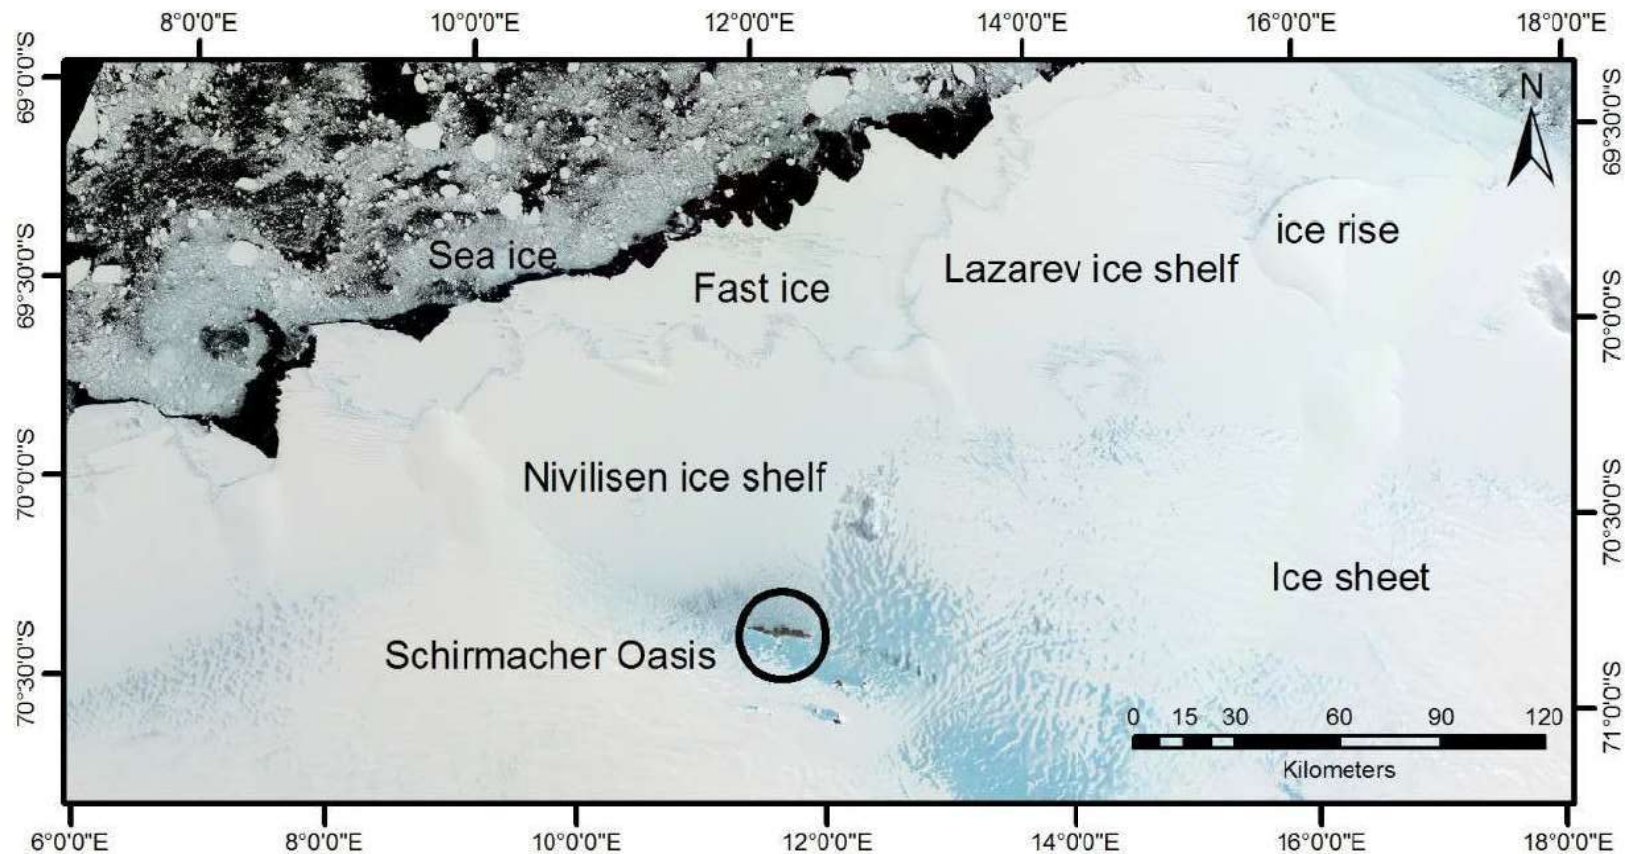 8°0'0"E 10°0'0"E 12°0'0"E 14°0'0"E 16°0'0"E 18°0'0"E
69°0'0"S
69°30'0"S
70°0'0"S
70°30'0"S
N
ice rise
Sea ice
Lazarev ice shelf
Fast ice
Nivilisen ice shelf
Ice sheet
Schirmacher Oasis
0 15 30 60 90 120
Kilometers
69°30'0"S
70°0'0"S
70°30'0"S
71°0'0"S
6°0'0"E 8°0'0"E 10°0'0"E 12°0'0"E 14°0'0"E 16°0'0"E 18°0'0"E